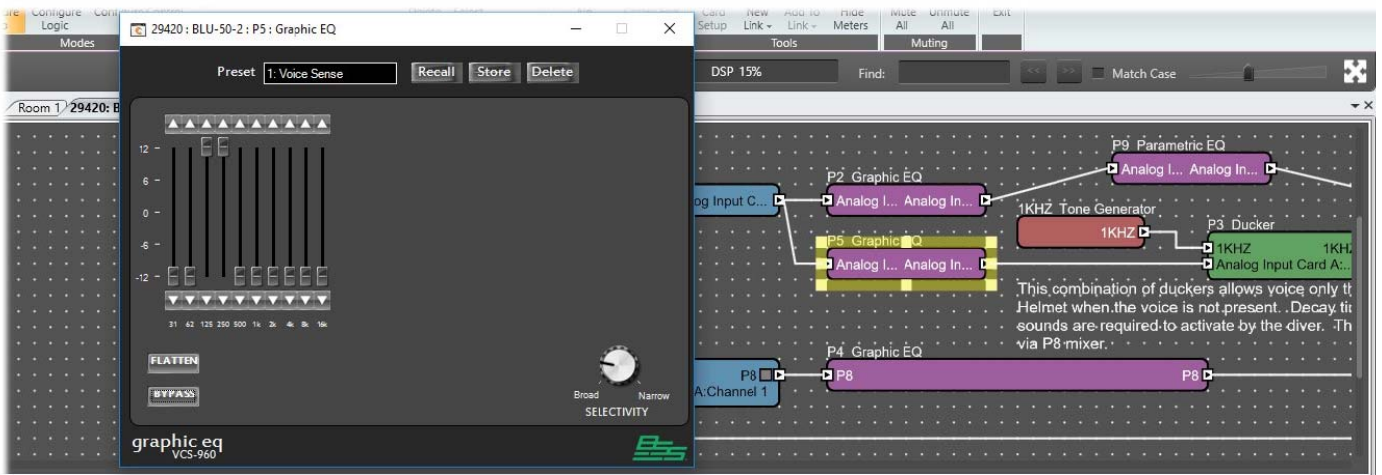 Configure
Logic
Modes
29420 : BLU-50-2 : P5 : Graphic EQ
Setup Link Link Meters All All Exit
Tools
Muting
Preset 1: Voice Sense Recall Store Delete
DSP 15%
Find:
<< >> Match Case
Room 1
12
6
0
-6
-12
31 62 125 250 500 1k 2k 4k 8k 16k
FLATTEN
BYPASS
Broad Narrow
SELECTIVITY
graphic eq
VCS-960
BSS
P9 Parametric EQ
Analog I... Analog In...
og Input C...
P2 Graphic EQ
Analog I... Analog In...
1KHZ Tone Generator
1KHZ
P3 Ducker
1KHZ
Analog Input Card A:..
P5 Graphic EQ
Analog I... Analog In...
This combination of duckers allows voice only
Helmet when the voice is not present. Decay
sounds are required to activate by the diver.
via P8 mixer.
P4 Graphic EQ
P8
A:Channel 1
P8 P8